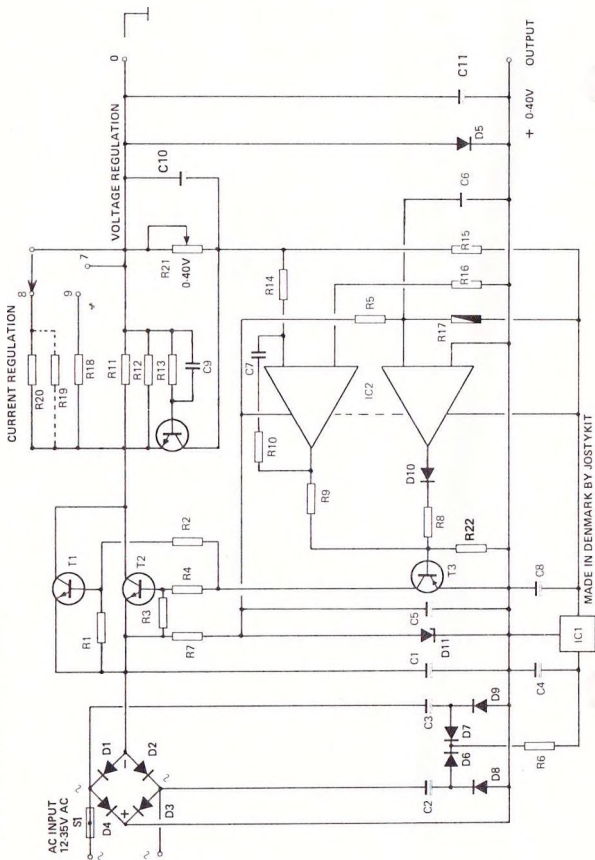 CURRENT REGULATION
VOLTAGE REGULATION
AC INPUT
12-35V AC
S1
D1
D2
D3
D4
~
~
~
~
+
−
T1
T2
R1
R2
R3
R4
R7
R20
R19
R18
R11
R12
R13
C9
8
9
7
0
R21
0-40V
C10
C11
D5
C6
R14
R15
R16
R17
R5
C7
R10
IC2
R9
D10
R8
T3
R22
C5
D11
C1
C8
C4
IC1
C3
D9
D7
D6
D8
C2
R6
+ 0-40V
OUTPUT
MADE IN DENMARK BY JOSTYKIT